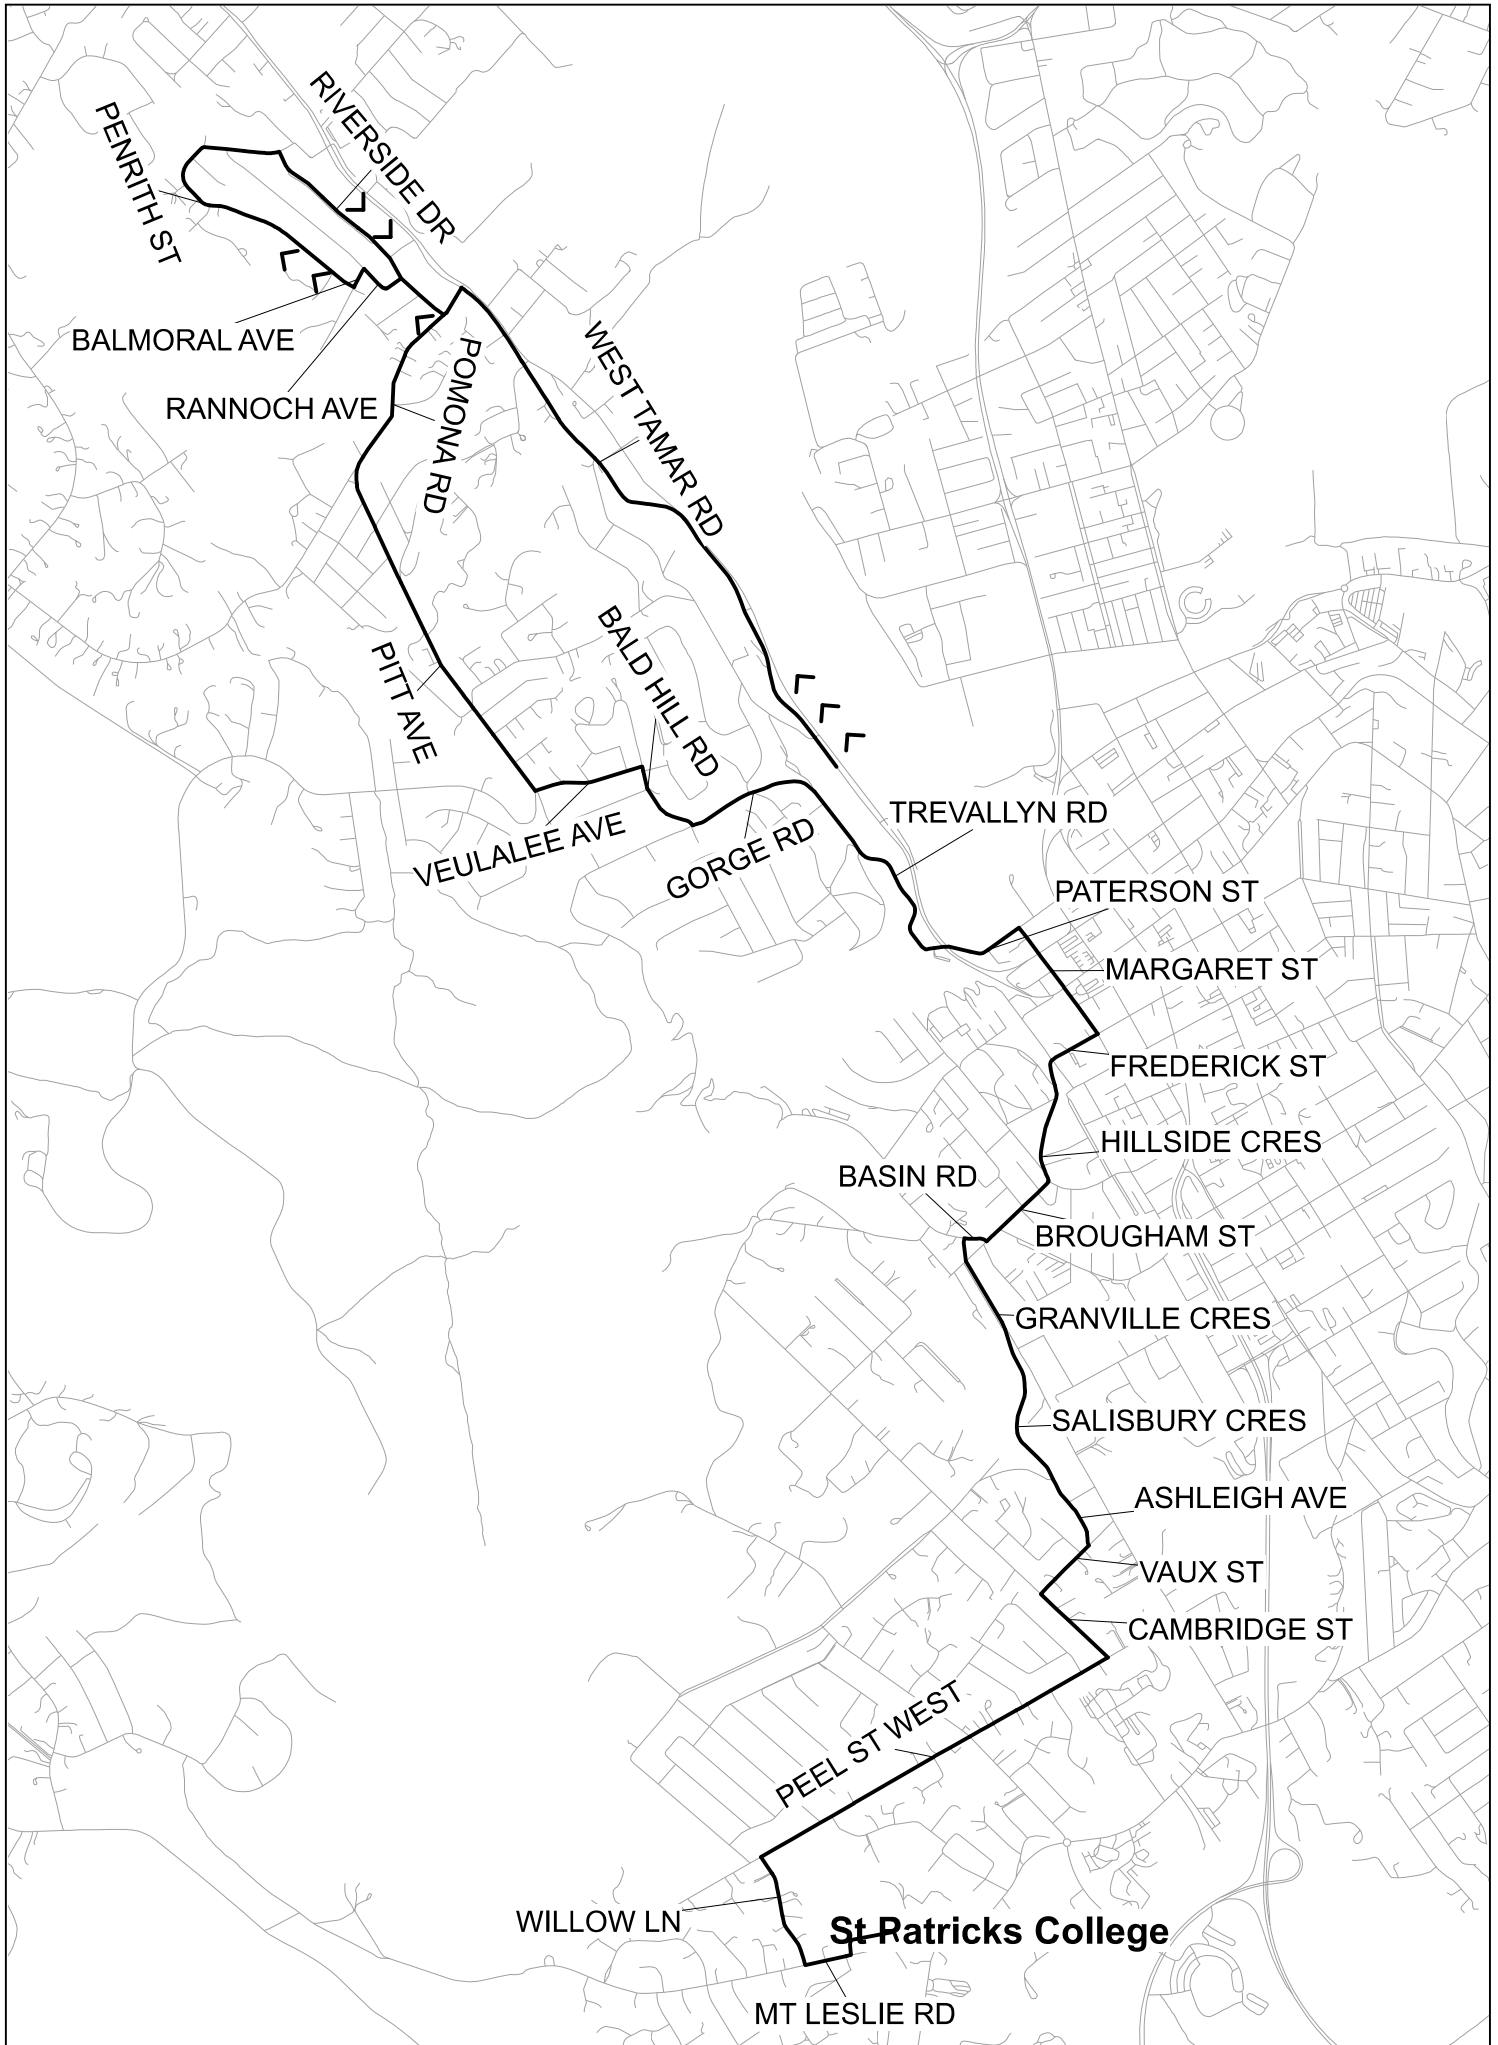 RIVERSIDE DR
PENRITH ST
BALMORAL AVE
WEST TAMAR RD
POMONA RD
RANNOCH AVE
BALD HILL RD
PITT AVE
TREVALLYN RD
VEULALEE AVE
GORGE RD
PATERSON ST
MARGARET ST
FREDERICK ST
HILLSIDE CRES
BASIN RD
BROUGHAM ST
GRANVILLE CRES
SALISBURY CRES
ASHLEIGH AVE
VAUX ST
CAMBRIDGE ST
PEEL ST WEST
WILLOW LN
St Patricks College
MT LESLIE RD